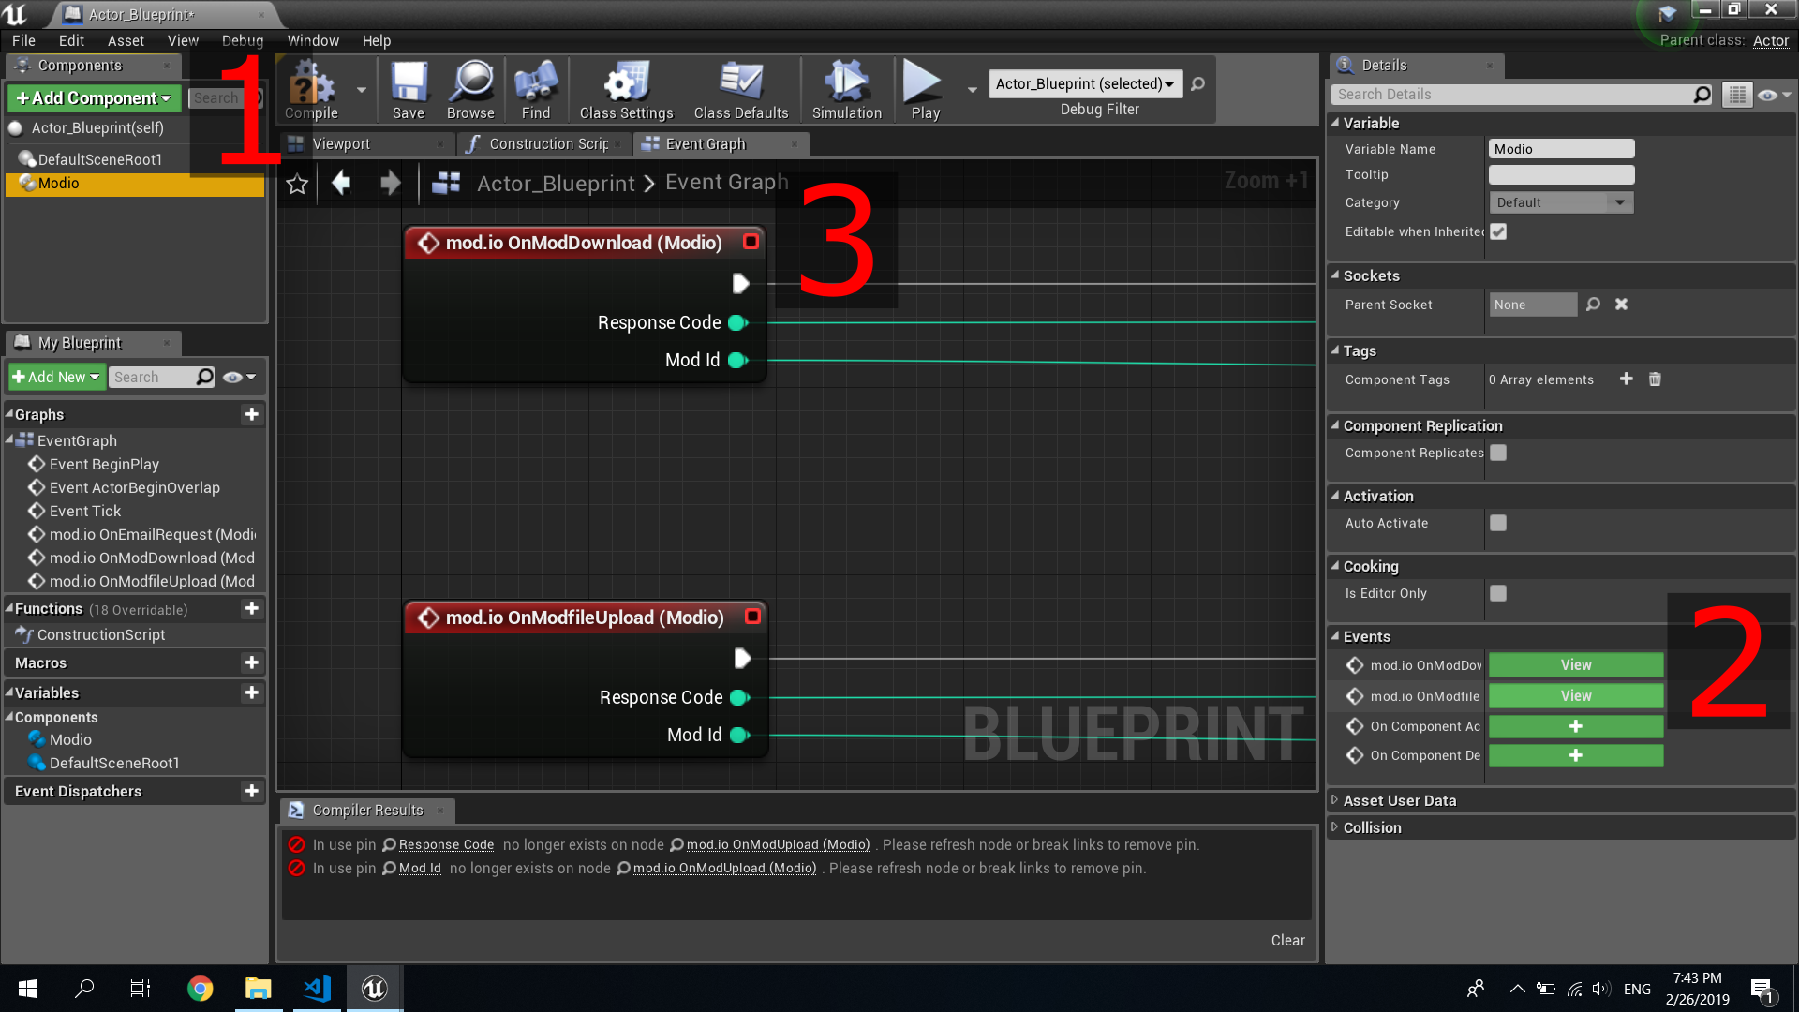 Actor_Blueprint*
File Edit Asset View Debug Window Help
Parent class: Actor
Components
+Add Component
Search
Actor_Blueprint(self)
DefaultSceneRoot1
Modio
1
Compile
Save
Browse
Find
Class Settings
Class Defaults
Simulation
Play
Actor_Blueprint (selected)
Debug Filter
Viewport
Construction Scrip
Event Graph
Actor_Blueprint > Event Graph
Zoom +1
3
mod.io OnModDownload (Modio)
Response Code
Mod Id
mod.io OnModfileUpload (Modio)
Response Code
Mod Id
BLUEPRINT
My Blueprint
+Add New
Search
Graphs
EventGraph
Event BeginPlay
Event ActorBeginOverlap
Event Tick
mod.io OnEmailRequest (Modi
mod.io OnModDownload (Mod
mod.io OnModfileUpload (Mod
Functions (18 Overridable)
ConstructionScript
Macros
Variables
Components
Modio
DefaultSceneRoot1
Event Dispatchers
Compiler Results
In use pin Response Code no longer exists on node mod.io OnModUpload (Modio) . Please refresh node or break links to remove pin.
In use pin Mod Id no longer exists on node mod.io OnModUpload (Modio) . Please refresh node or break links to remove pin.
Clear
Details
Search Details
Variable
Variable Name Modio
Tooltip
Category Default
Editable when Inherited
Sockets
Parent Socket None
Tags
Component Tags 0 Array elements
Component Replication
Component Replicates
Activation
Auto Activate
Cooking
Is Editor Only
2
Events
mod.io OnModDov View
mod.io OnModfile View
On Component Ac
On Component De
Asset User Data
Collision
ENG
7:43 PM
2/26/2019
1